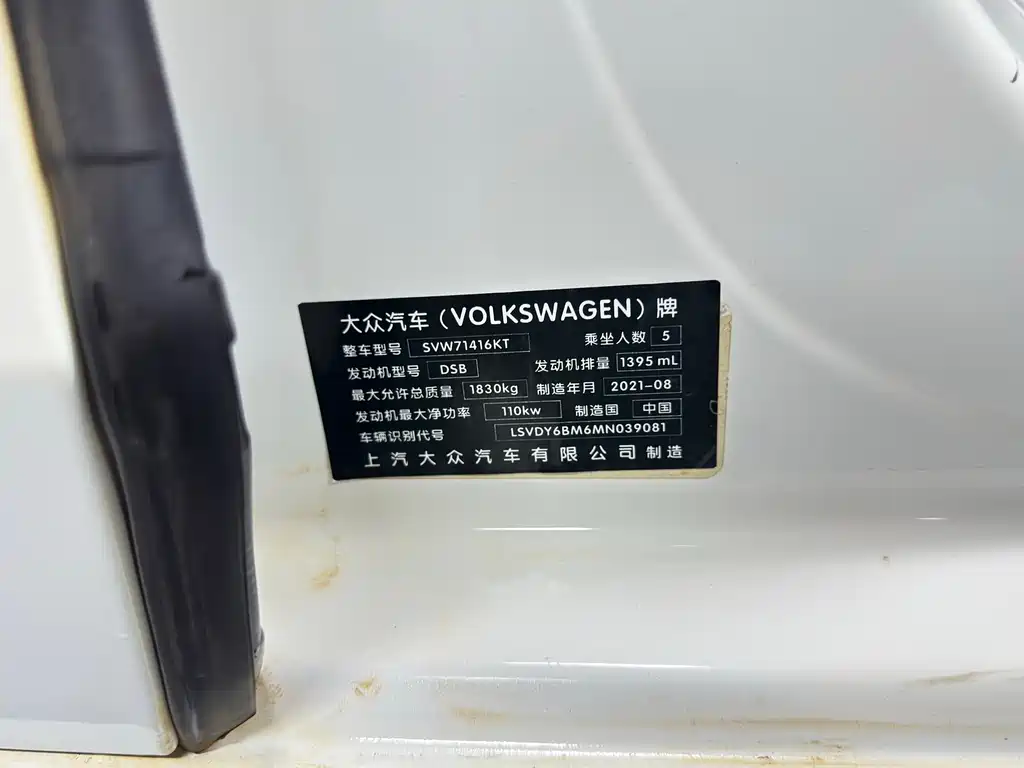 大众汽车(VOLKSWAGEN)牌
整车型号 SVW71416KT 乘坐人数 5
发动机型号 DSB 发动机排量 1395 mL
最大允许总质量 1830kg 制造年月 2021-08
发动机最大净功率 110kw 制造国 中国
车辆识别代号 LSVDY6BM6MN039081
上汽大众汽车有限公司 制造